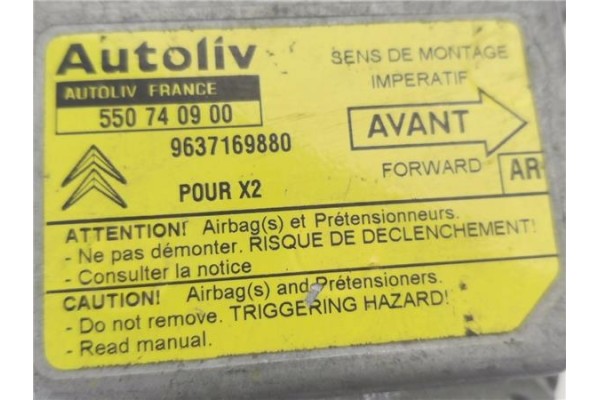 Autoliv
AUTOLIV FRANCE
550 74 09 00
9637169880
POUR X2
SENS DE MONTAGE
IMPERATIF
AVANT
FORWARD
AR
ATTENTION! Airbag(s) et Prétensionneurs.
- Ne pas démonter. RISQUE DE DECLENCHEMENT!
- Consulter la notice
CAUTION! Airbag(s) and Prétensioners.
- Do not remove. TRIGGERING HAZARD!
- Read manual.